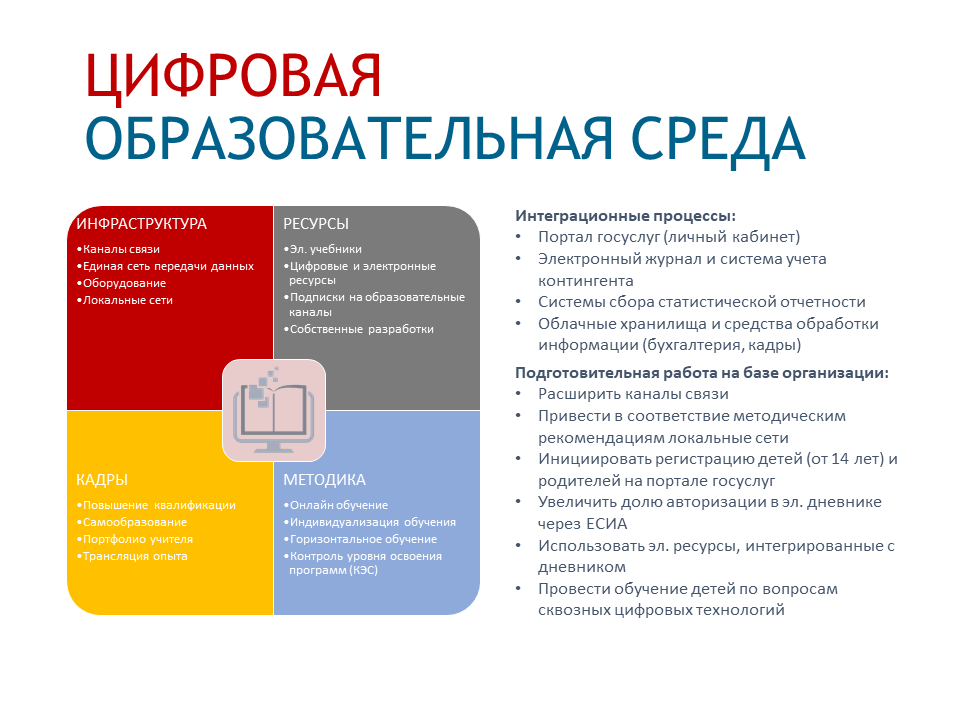 ЦИФРОВАЯ
ОБРАЗОВАТЕЛЬНАЯ СРЕДА
ИНФРАСТРУКТУРА
•Каналы связи
•Единая сеть передачи данных
•Оборудование
•Локальные сети
РЕСУРСЫ
•Эл. учебники
•Цифровые и электронные
ресурсы
•Подписки на образовательные
каналы
•Собственные разработки
КАДРЫ
•Повышение квалификации
•Самообразование
•Портфолио учителя
•Трансляция опыта
МЕТОДИКА
•Онлайн обучение
•Индивидуализация обучения
•Горизонтальное обучение
•Контроль уровня освоения
программ (КЭС)
Интеграционные процессы:
• Портал госуслуг (личный кабинет)
• Электронный журнал и система учета
контингента
• Системы сбора статистической отчетности
• Облачные хранилища и средства обработки
информации (бухгалтерия, кадры)
Подготовительная работа на базе организации:
• Расширить каналы связи
• Привести в соответствие методическим
рекомендациям локальные сети
• Инициировать регистрацию детей (от 14 лет) и
родителей на портале госуслуг
• Увеличить долю авторизации в эл. дневнике
через ЕСИА
• Использовать эл. ресурсы, интегрированные с
дневником
• Провести обучение детей по вопросам
сквозных цифровых технологий